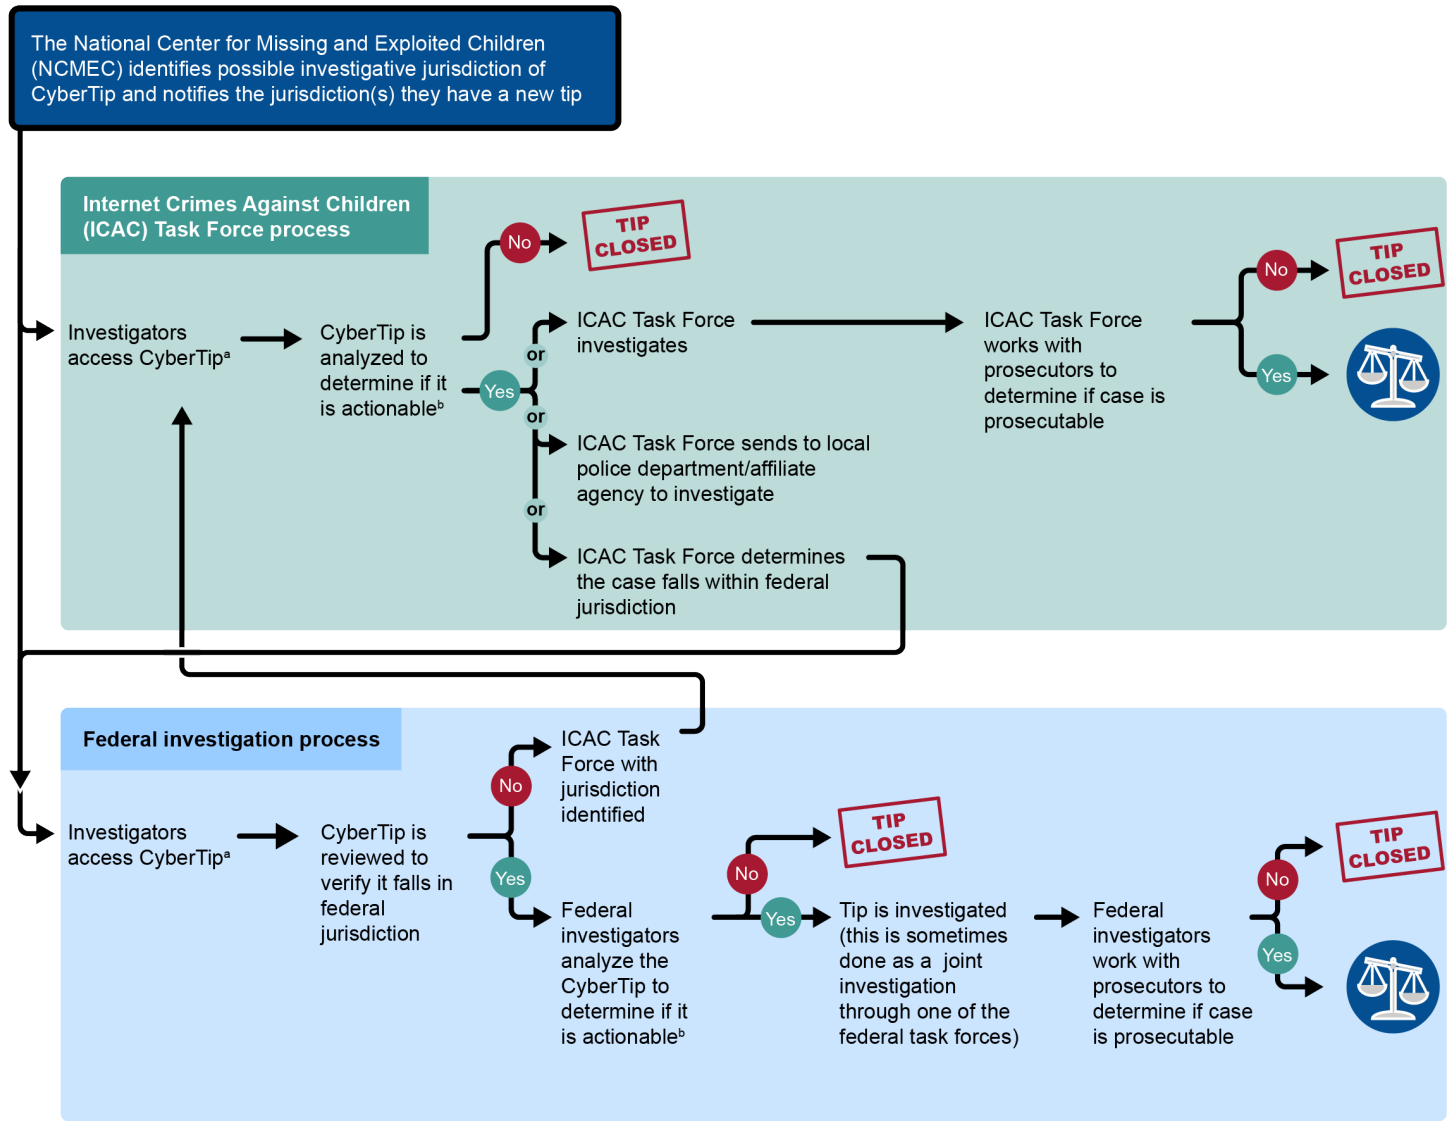 The National Center for Missing and Exploited Children
(NCMEC) identifies possible investigative jurisdiction of
CyberTip and notifies the jurisdiction(s) they have a new tip
Internet Crimes Against Children
(ICAC) Task Force process
Investigators
access CyberTipᵃ
CyberTip is
analyzed to
determine if it
is actionableᵇ
No
TIP
CLOSED
Yes
or
ICAC Task Force
investigates
or
ICAC Task Force sends to local
police department/affiliate
agency to investigate
or
ICAC Task Force determines
the case falls within federal
jurisdiction
ICAC Task Force
works with
prosecutors to
determine if case is
prosecutable
No
TIP
CLOSED
Yes
Federal investigation process
Investigators
access CyberTipᵃ
CyberTip is
reviewed to
verify it falls in
federal
jurisdiction
No
ICAC Task
Force with
jurisdiction
identified
Yes
Federal
investigators
analyze the
CyberTip to
determine if it
is actionableᵇ
No
TIP
CLOSED
Yes
Tip is investigated
(this is sometimes
done as a joint
investigation
through one of the
federal task forces)
Federal
investigators
work with
prosecutors to
determine if case
is prosecutable
No
TIP
CLOSED
Yes